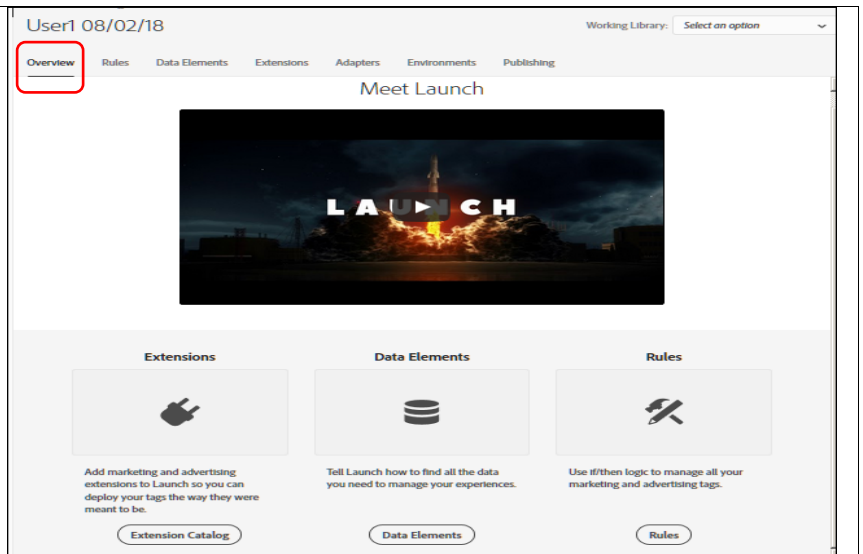 User1 08/02/18
Working Library: Select an option
Overview Rules Data Elements Extensions Adapters Environments Publishing
Meet Launch
LAUNCH
Extensions
Add marketing and advertising
extensions to Launch so you can
deploy your tags the way they were
meant to be.
Extension Catalog
Data Elements
Tell Launch how to find all the data
you need to manage your experiences.
Data Elements
Rules
Use if/then logic to manage all your
marketing and advertising tags.
Rules